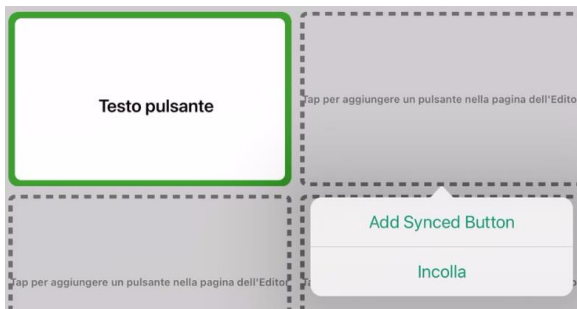 Testo pulsante
Tap per aggiungere un pulsante nella pagina dell'Edito
Add Synced Button
Incolla
Tap per aggiungere un pulsante nella pagina dell'Editor